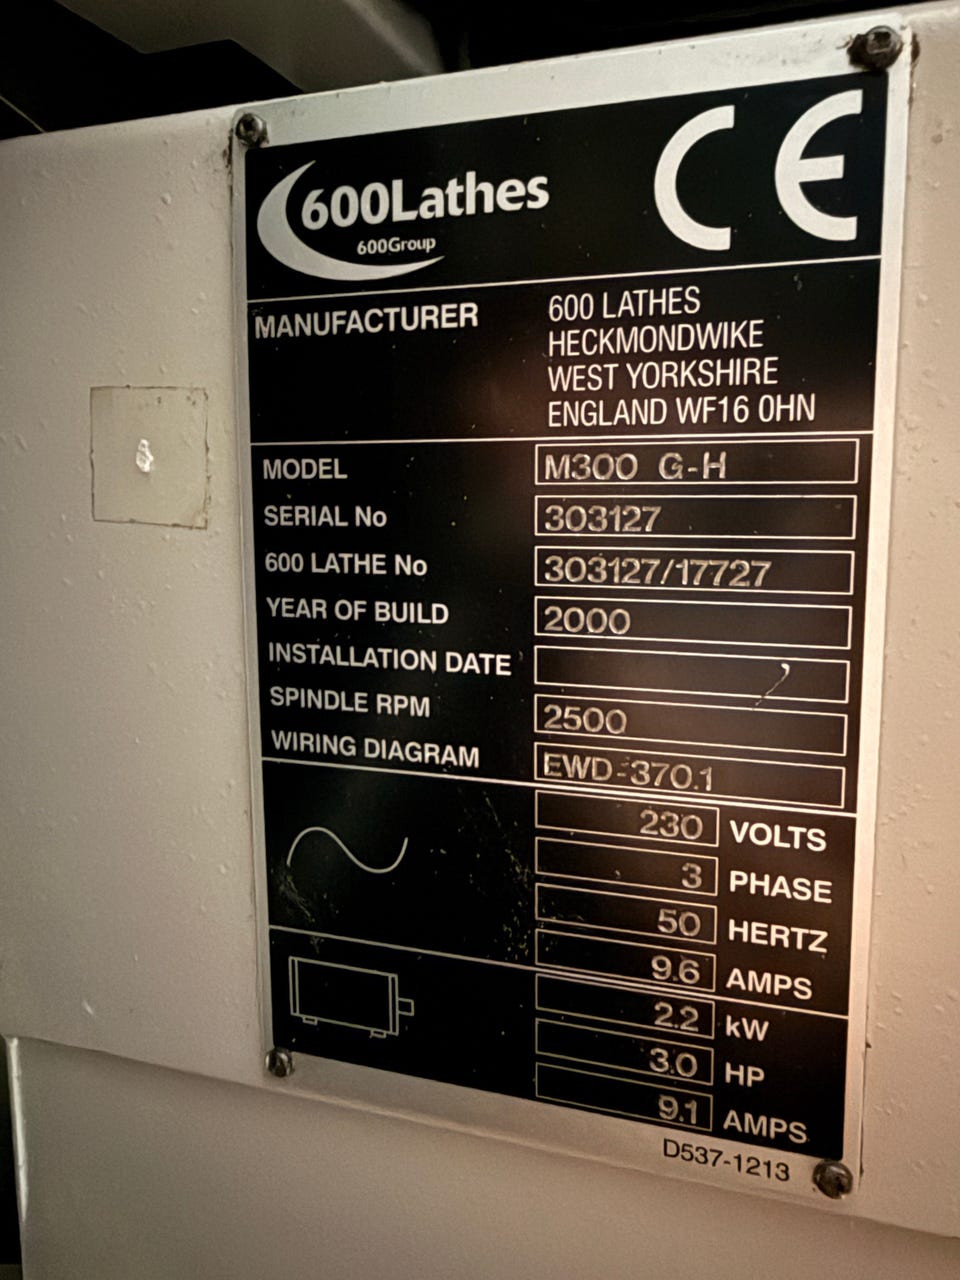 600Lathes
600Group
CE
MANUFACTURER
600 LATHES
HECKMONDWIKE
WEST YORKSHIRE
ENGLAND WF16 0HN
MODEL M300 G-H
SERIAL No 303127
600 LATHE No 303127/17727
YEAR OF BUILD 2000
INSTALLATION DATE
SPINDLE RPM 2500
WIRING DIAGRAM EWD-370.1
230 VOLTS
3 PHASE
50 HERTZ
9.6 AMPS
2.2 kW
3.0 HP
9.1 AMPS
D537-1213